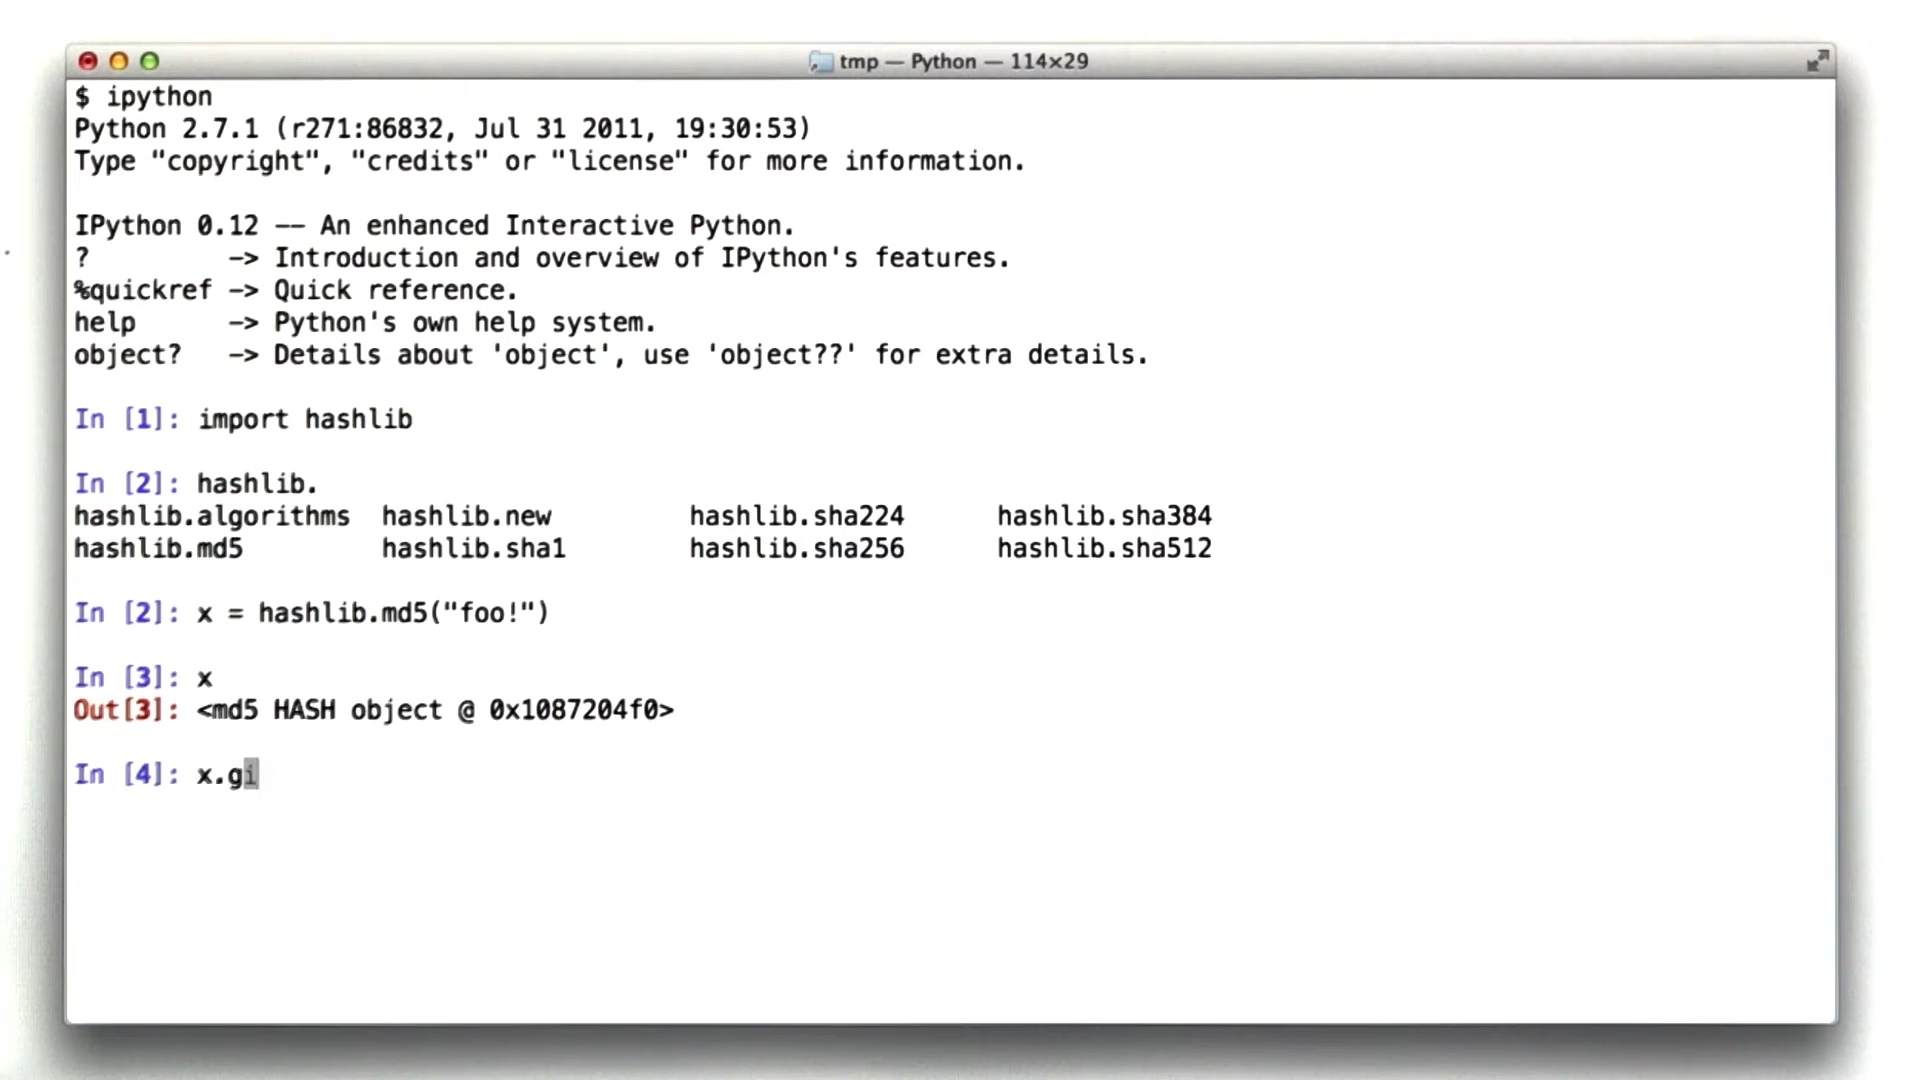 tmp — Python — 114×29
$ ipython
Python 2.7.1 (r271:86832, Jul 31 2011, 19:30:53)
Type "copyright", "credits" or "license" for more information.
IPython 0.12 -- An enhanced Interactive Python.
?         -> Introduction and overview of IPython's features.
%quickref -> Quick reference.
help      -> Python's own help system.
object?   -> Details about 'object', use 'object??' for extra details.
In [1]: import hashlib
In [2]: hashlib.
hashlib.algorithms  hashlib.new         hashlib.sha224      hashlib.sha384
hashlib.md5         hashlib.sha1        hashlib.sha256      hashlib.sha512
In [2]: x = hashlib.md5("foo!")
In [3]: x
Out[3]: <md5 HASH object @ 0x1087204f0>
In [4]: x.gi